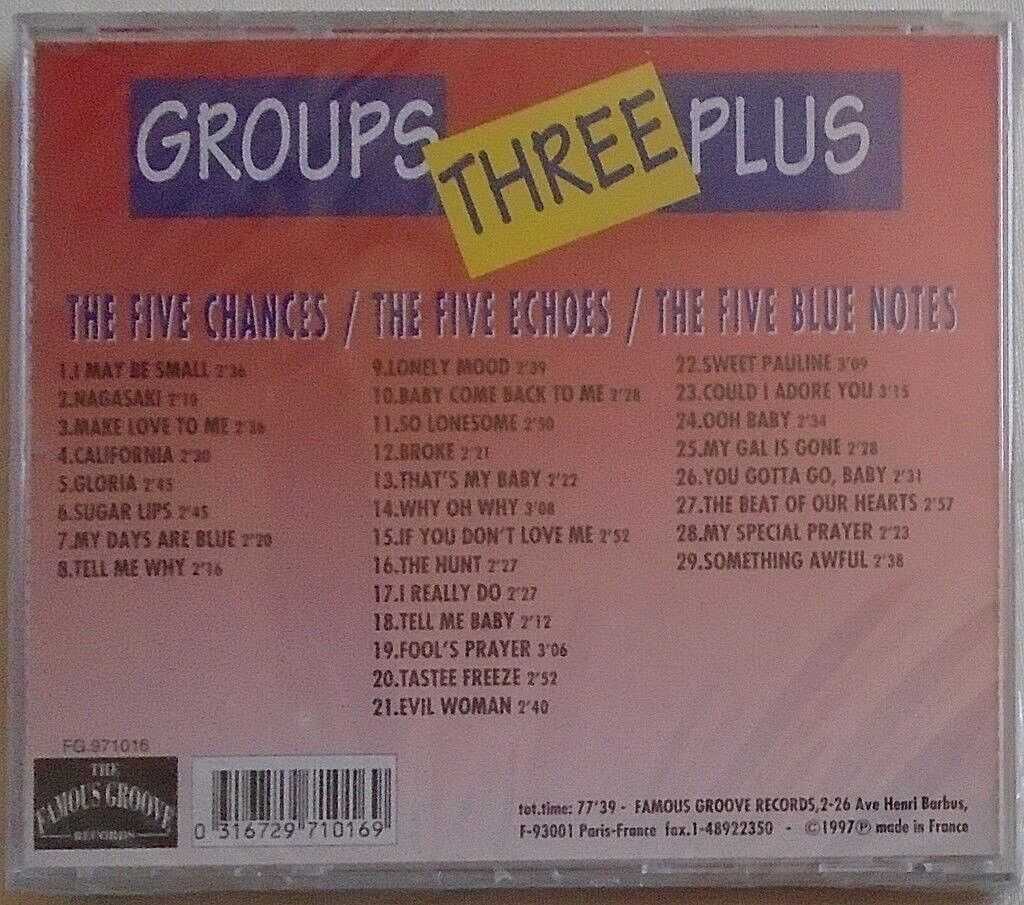 GROUPS THREE PLUS
THE FIVE CHANCES / THE FIVE ECHOES / THE FIVE BLUE NOTES
1.I MAY BE SMALL 2'36
2.NAGASAKI 2'10
3.MAKE LOVE TO ME 2'36
4.CALIFORNIA 2'30
5.GLORIA 2'45
6.SUGAR LIPS 2'45
7.MY DAYS ARE BLUE 2'20
8.TELL ME WHY 2'16
9.LONELY MOOD 2'39
10.BABY COME BACK TO ME 2'28
11.SO LONESOME 2'50
12.BROKE 2'21
13.THAT'S MY BABY 2'22
14.WHY OH WHY 3'08
15.IF YOU DON'T LOVE ME 2'52
16.THE HUNT 2'27
17.I REALLY DO 2'27
18.TELL ME BABY 2'12
19.FOOL'S PRAYER 3'06
20.TASTEE FREEZE 2'52
21.EVIL WOMAN 2'40
22.SWEET PAULINE 3'09
23.COULD I ADORE YOU 3'15
24.OOH BABY 2'34
25.MY GAL IS GONE 2'28
26.YOU GOTTA GO, BABY 2'31
27.THE BEAT OF OUR HEARTS 2'57
28.MY SPECIAL PRAYER 2'23
29.SOMETHING AWFUL 2'38
FG 971016
THE
FAMOUS GROOVE
RECORDS
0 316729 710169
tot.time: 77'39 - FAMOUS GROOVE RECORDS,2-26 Ave Henri Barbus,
F-93001 Paris-France fax.1-48922350 - ©1997℗ made in France